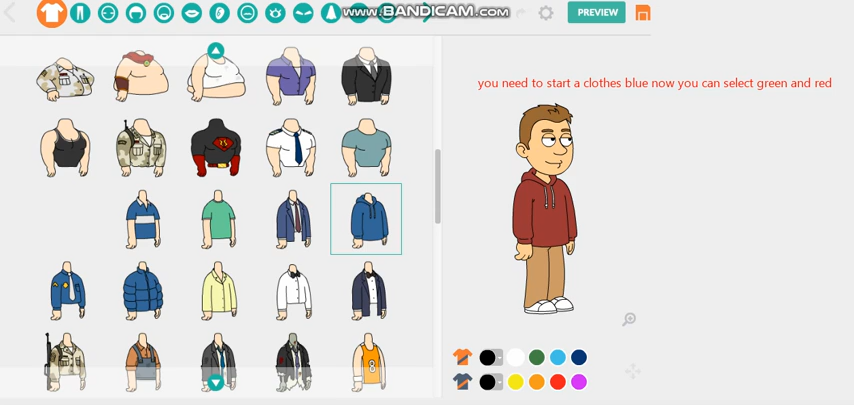 www.BANDICAM.com
PREVIEW
you need to start a clothes blue now you can select green and red
8